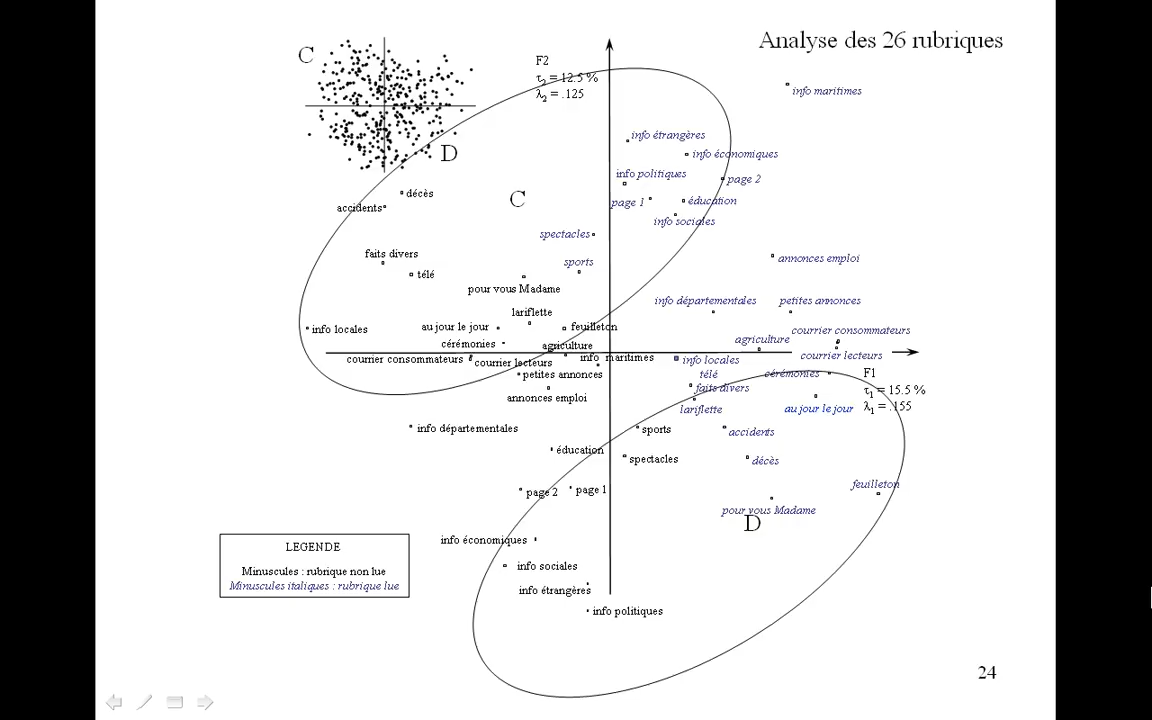 Analyse des 26 rubriques
C
F2
τ2 = 12.5 %
λ2 = .125
info maritimes
info étrangères
info économiques
D
info politiques
page 2
décès
C
page 1
éducation
accidents
info sociales
spectacles
faits divers
annonces emploi
sports
télé
pour vous Madame
info départementales
petites annonces
lariflette
info locales
au jour le jour
feuilleton
courrier consommateurs
cérémonies
agriculture
agriculture
courrier consommateurs
courrier lecteurs
info maritimes
info locales
courrier lecteurs
petites annonces
télé
cérémonies
F1
faits divers
τ1 = 15.5 %
annonces emploi
lariflette
au jour le jour
λ1 = .155
info départementales
sports
accidents
éducation
spectacles
décès
feuilleton
page 2
page 1
pour vous Madame
D
info économiques
LEGENDE
info sociales
Minuscules : rubrique non lue
Minuscules italiques : rubrique lue
info étrangères
info politiques
24